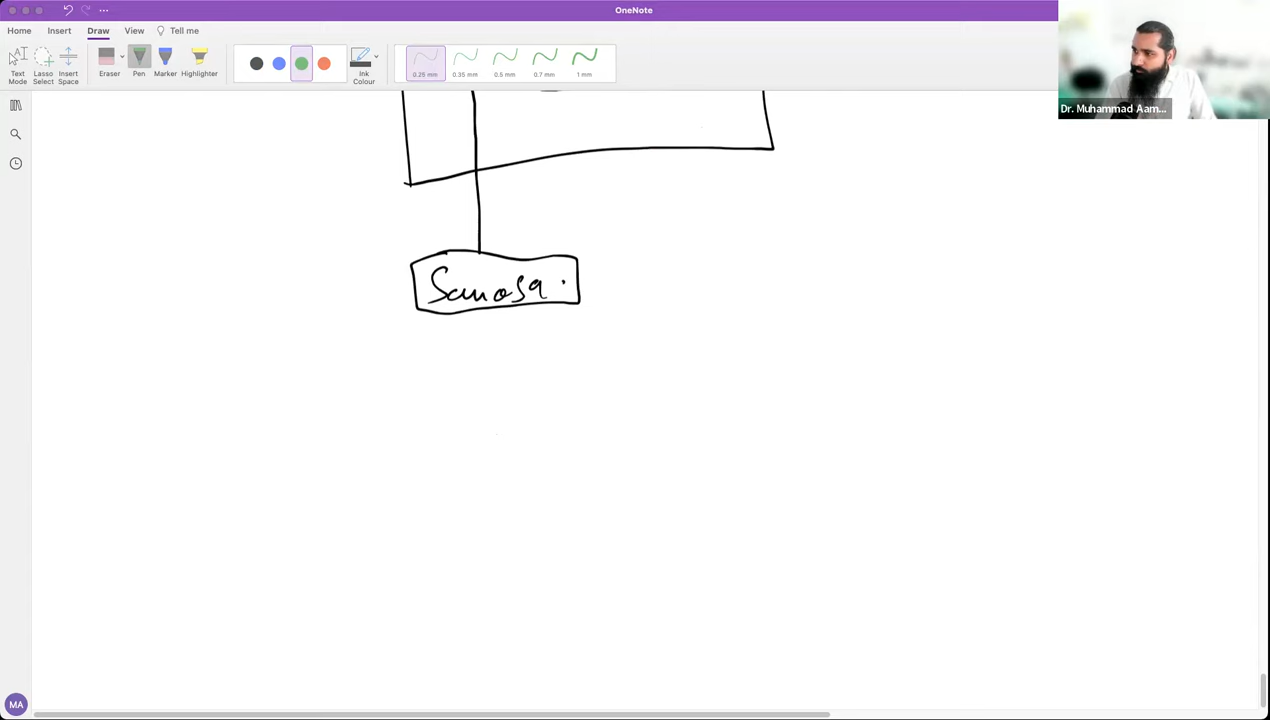 OneNote
Home Insert Draw View Tell me
Text Mode
Lasso Select
Insert Space
Eraser
Pen
Marker
Highlighter
Ink Colour
0.25 mm
0.35 mm
0.5 mm
0.7 mm
1 mm
Dr. Muhammad Aam...
Samosa
MA